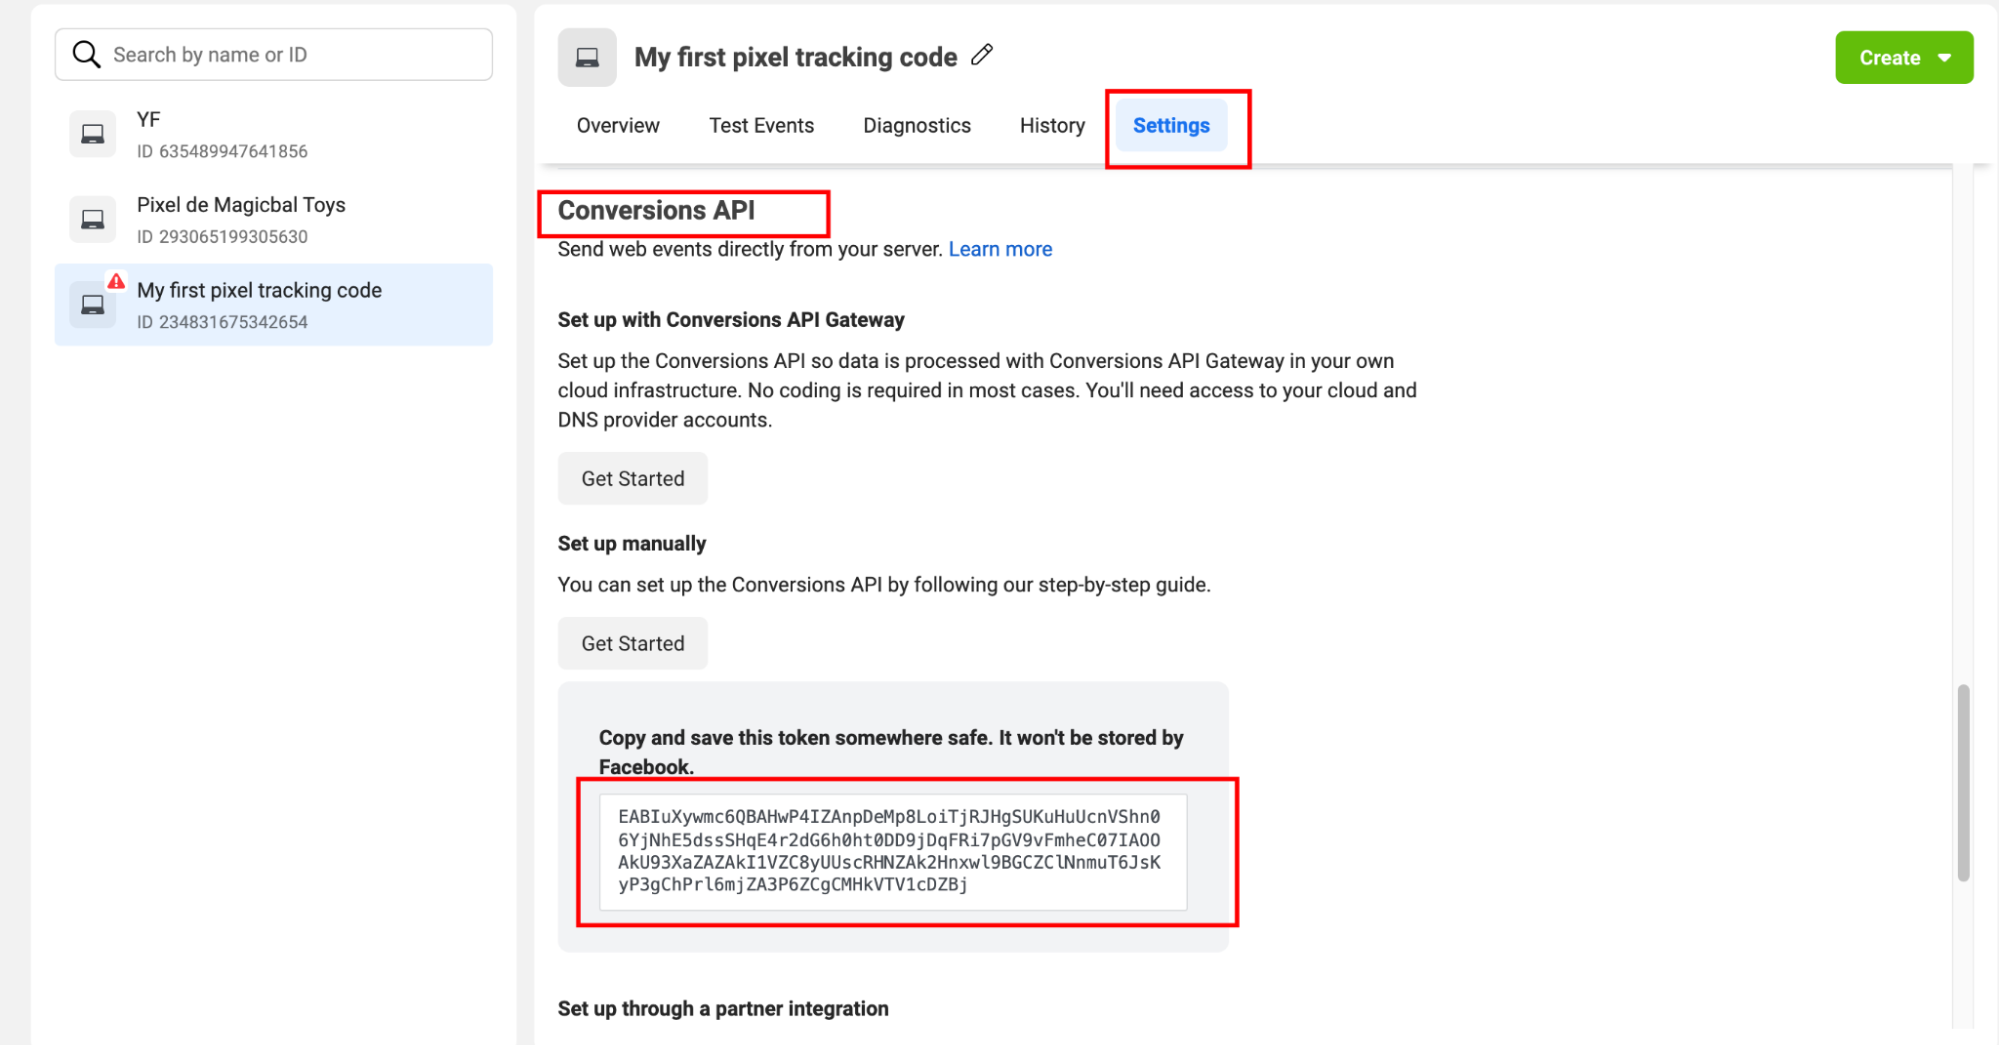 Search by name or ID
YF
ID 635489947641856
Pixel de Magicbal Toys
ID 293065199305630
My first pixel tracking code
ID 234831675342654
My first pixel tracking code
Create
Overview Test Events Diagnostics History Settings
Conversions API
Send web events directly from your server. Learn more
Set up with Conversions API Gateway
Set up the Conversions API so data is processed with Conversions API Gateway in your own
cloud infrastructure. No coding is required in most cases. You'll need access to your cloud and
DNS provider accounts.
Get Started
Set up manually
You can set up the Conversions API by following our step-by-step guide.
Get Started
Copy and save this token somewhere safe. It won't be stored by
Facebook.
EABIuXywmc6QBAHwP4IZAnpDeMp8LoiTjRJHgSUKuHuUcnVShn0
6YjNhE5dssSHqE4r2dG6h0ht0DD9jDqFRi7pGV9vFmheC07IAOO
AkU93XaZAZAkI1VZC8yUUscRHNZAk2Hnxwl9BGCZClNnmuT6JsK
yP3gChPrl6mjZA3P6ZCgCMHkVTV1cDZBj
Set up through a partner integration